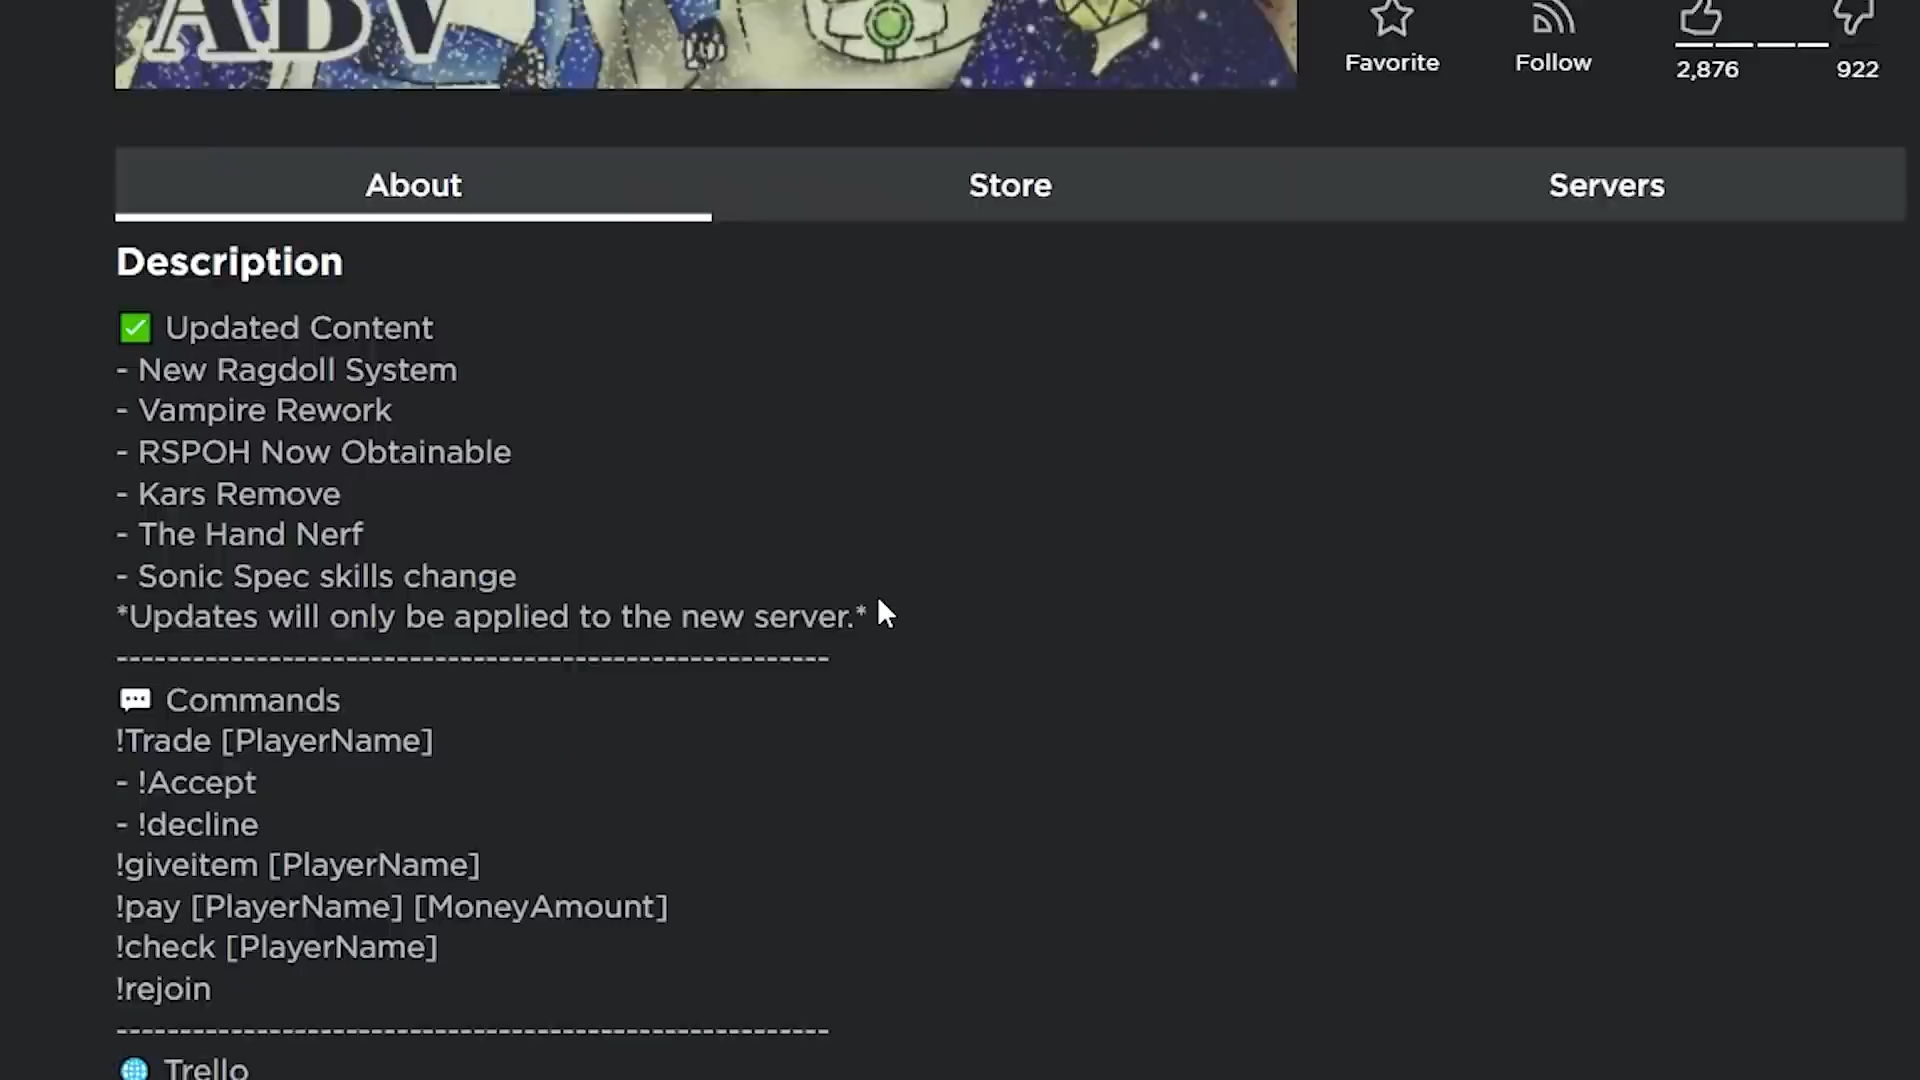 ADV
Favorite
Follow
2,876
922
About
Store
Servers
Description
✅ Updated Content
- New Ragdoll System
- Vampire Rework
- RSPOH Now Obtainable
- Kars Remove
- The Hand Nerf
- Sonic Spec skills change
*Updates will only be applied to the new server.*
--------------------------------------------------------
💬 Commands
!Trade [PlayerName]
- !Accept
- !decline
!giveitem [PlayerName]
!pay [PlayerName] [MoneyAmount]
!check [PlayerName]
!rejoin
--------------------------------------------------------
🌐 Trello